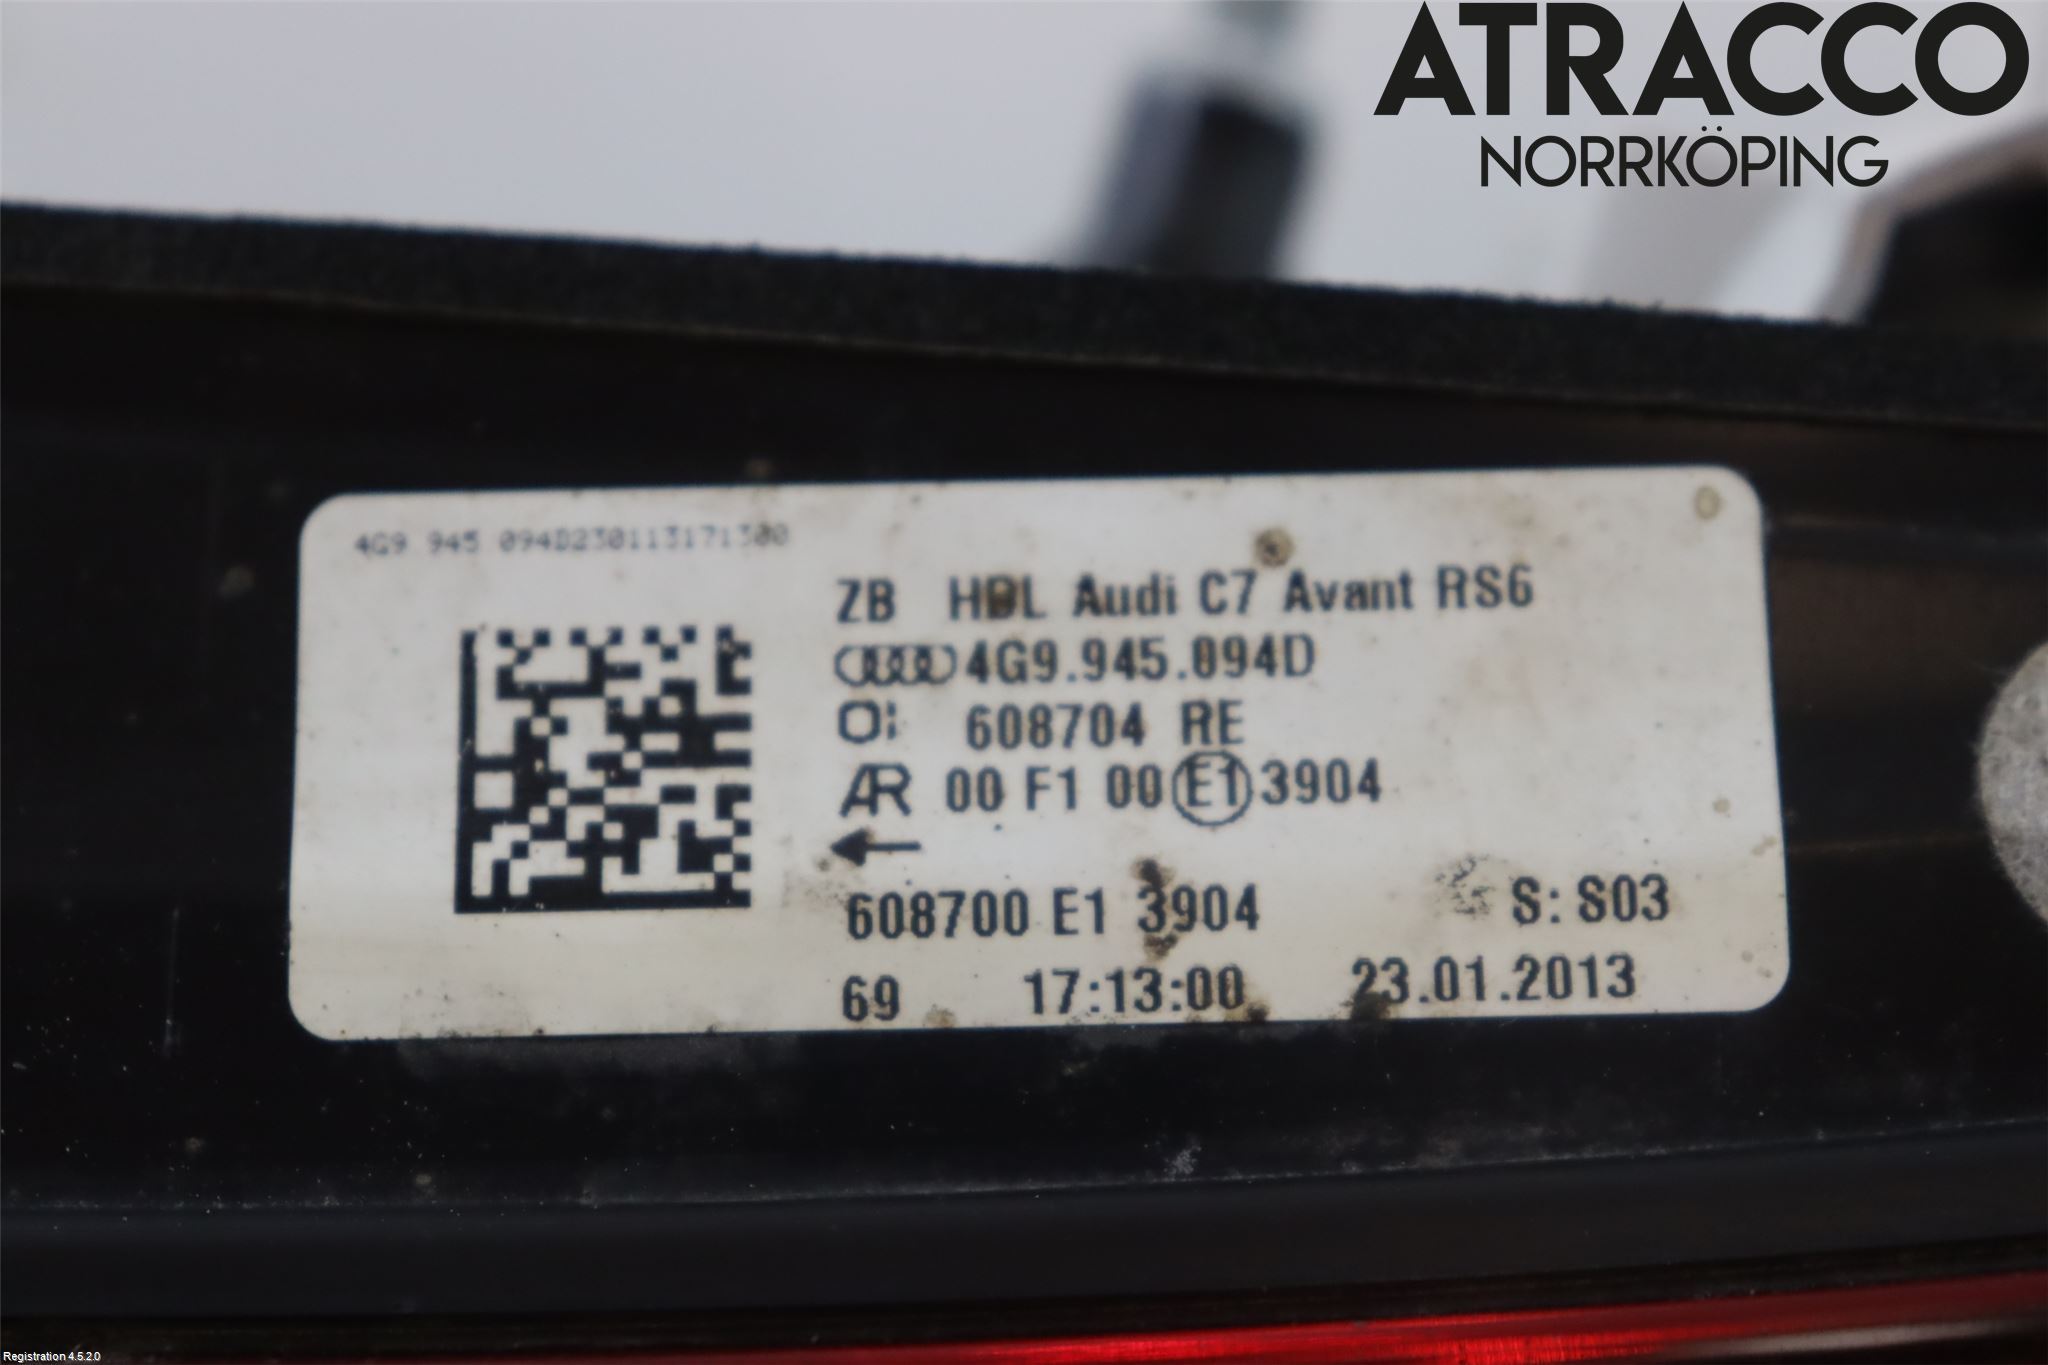 ATRACCO
NORRKÖPING
4G9 945 094D230113171300
ZB HBL Audi C7 Avant RS6
4G9.945.094D
608704 RE
AR 00 F1 00 E1 3904
608700 E1 3904 S: S03
69 17:13:00 23.01.2013
Registration 4.5.2.0